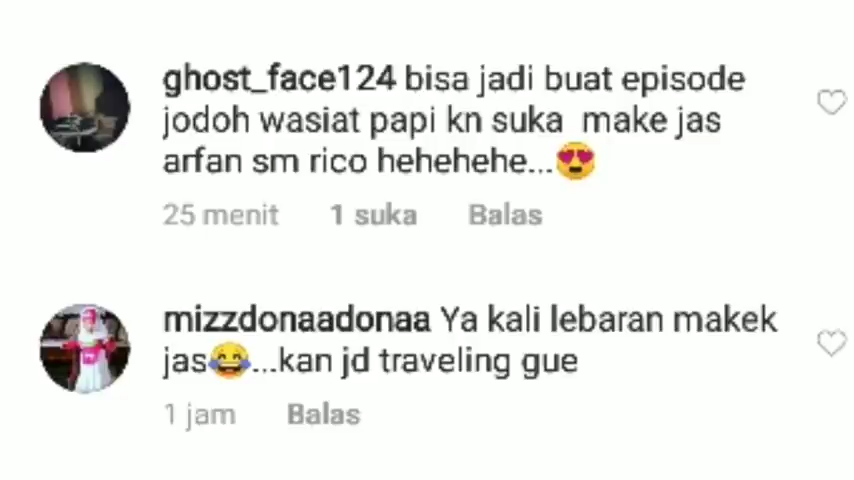 ghost_face124 bisa jadi buat episode
jodoh wasiat papi kn suka make jas
arfan sm rico hehehehe...😍
25 menit 1 suka Balas
mizzdonaadonaa Ya kali lebaran makek
jas😂...kan jd traveling gue
1 jam Balas